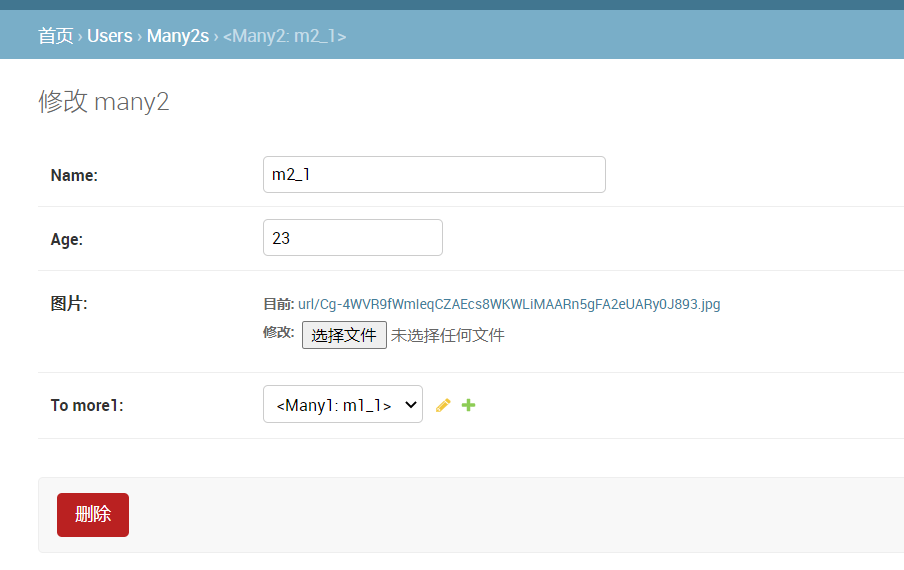 首页 › Users › Many2s › <Many2: m2_1>
修改 many2
Name: m2_1
Age: 23
图片: 目前: url/Cg-4WVR9fWmIeqCZAEcs8WKWLiMAARn5gFA2eUARy0J893.jpg
修改: 选择文件 未选择任何文件
To more1: <Many1: m1_1>
删除